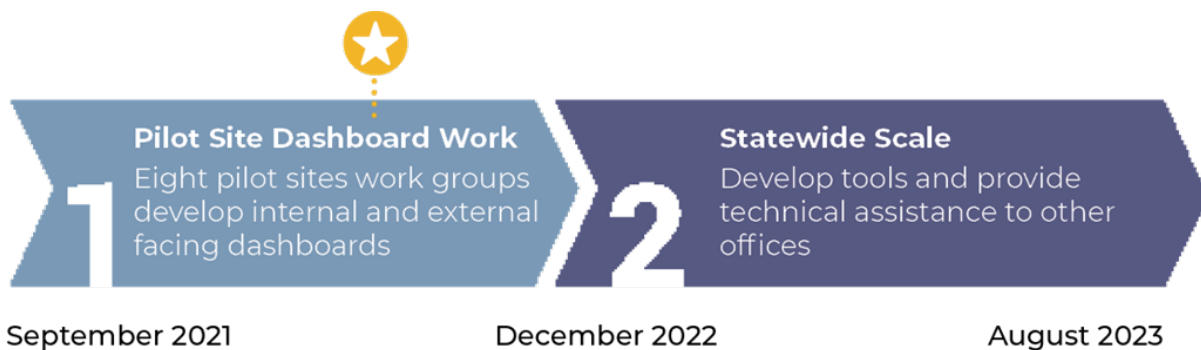 1
Pilot Site Dashboard Work
Eight pilot sites work groups
develop internal and external
facing dashboards
2
Statewide Scale
Develop tools and provide
technical assistance to other
offices
September 2021
December 2022
August 2023